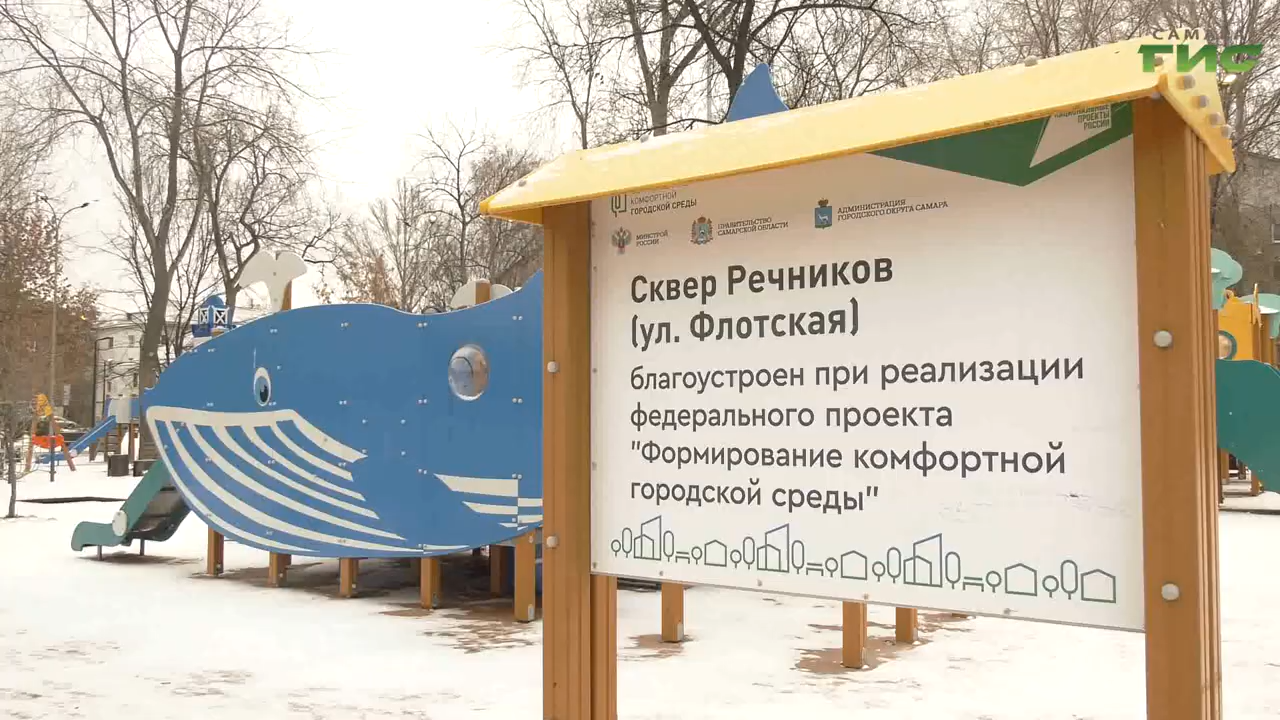 САМАРА
ГИС
НАЦИОНАЛЬНЫЕ
ПРОЕКТЫ
РОССИИ
КОМФОРТНОЙ
ГОРОДСКОЙ СРЕДЫ
МИНСТРОЙ
РОССИИ
ПРАВИТЕЛЬСТВО
САМАРСКОЙ ОБЛАСТИ
АДМИНИСТРАЦИЯ
ГОРОДСКОГО ОКРУГА САМАРА
Сквер Речников
(ул. Флотская)
благоустроен при реализации
федерального проекта
"Формирование комфортной
городской среды"